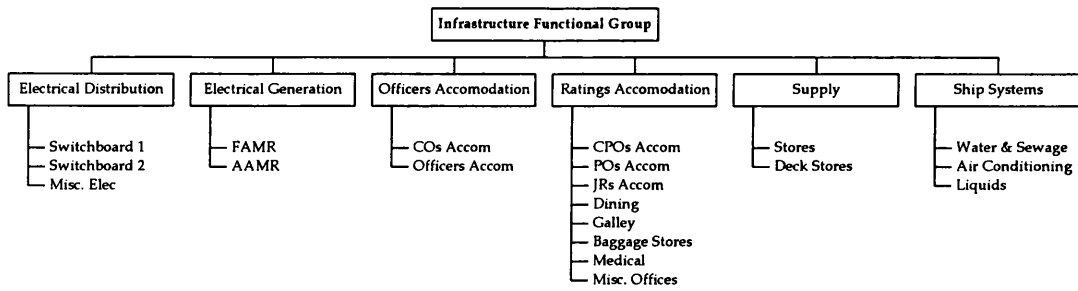 Infrastructure Functional Group
Electrical Distribution
Switchboard 1
Switchboard 2
Misc. Elec
Electrical Generation
FAMR
AAMR
Officers Accomodation
COs Accom
Officers Accom
Ratings Accomodation
CPOs Accom
POs Accom
JRs Accom
Dining
Galley
Baggage Stores
Medical
Misc. Offices
Supply
Stores
Deck Stores
Ship Systems
Water & Sewage
Air Conditioning
Liquids